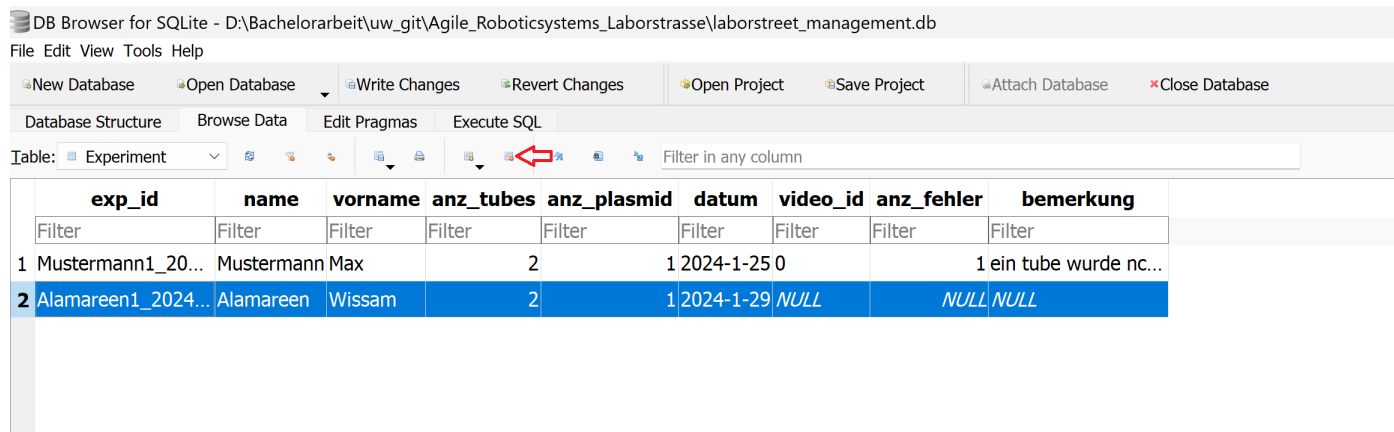 DB Browser for SQLite - D:\Bachelorarbeit\uw_git\Agile_Roboticsystems_Laborstrasse\laborstreet_management.db
File Edit View Tools Help
New Database Open Database Write Changes Revert Changes Open Project Save Project Attach Database Close Database
Database Structure Browse Data Edit Pragmas Execute SQL
Table: Experiment Filter in any column
exp_id name vorname anz_tubes anz_plasmid datum video_id anz_fehler bemerkung
Filter Filter Filter Filter Filter Filter Filter Filter Filter
1 Mustermann1_20... Mustermann Max 2 1 2024-1-25 0 1 ein tube wurde nc...
2 Alamareen1_2024... Alamareen Wissam 2 1 2024-1-29 NULL NULL NULL